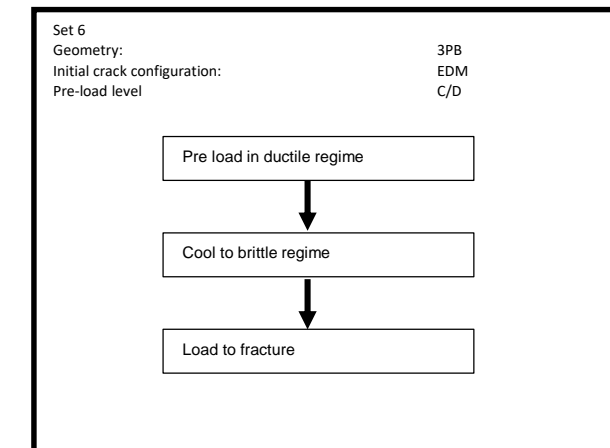 Set 6
Geometry: 3PB
Initial crack configuration: EDM
Pre-load level C/D
Pre load in ductile regime
Cool to brittle regime
Load to fracture